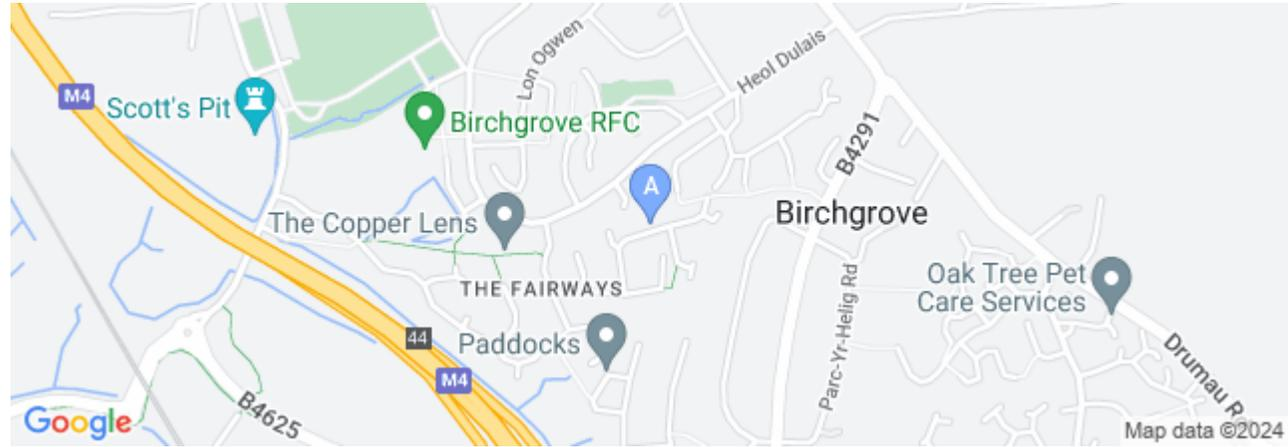 M4
Scott's Pit
Lon Ogwen
Birchgrove RFC
Heol Dulais
A
B4291
The Copper Lens
Birchgrove
THE FAIRWAYS
Oak Tree Pet
Care Services
Paddocks
44
M4
Parc-Yr-Helig Rd
B4625
Google
Map data ©2024